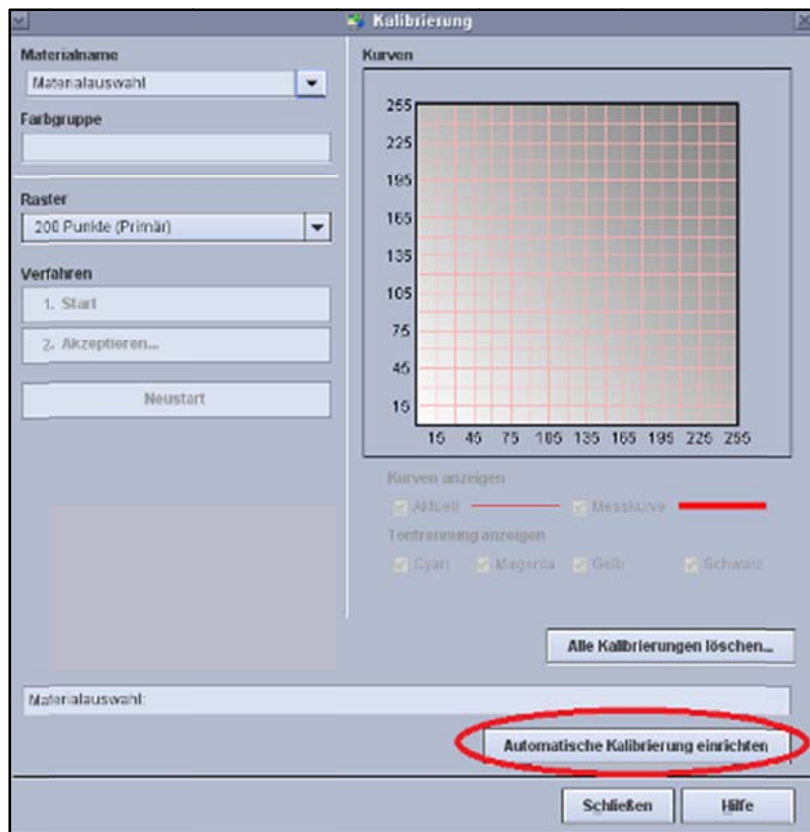 Kalibrierung
Materialname
Materialauswahl
Farbgruppe
Raster
200 Punkte (Primär)
Verfahren
1. Start
2. Akzeptieren...
Neustart
Kurven
255
225
195
165
135
105
75
45
15
15 45 75 105 135 165 195 225 255
Kurven anzeigen
Aktuell Messkurve
Tontrennung anzeigen
Cyan Magenta Gelb Schwarz
Alle Kalibrierungen löschen...
Materialauswahl:
Automatische Kalibrierung einrichten
Schließen Hilfe